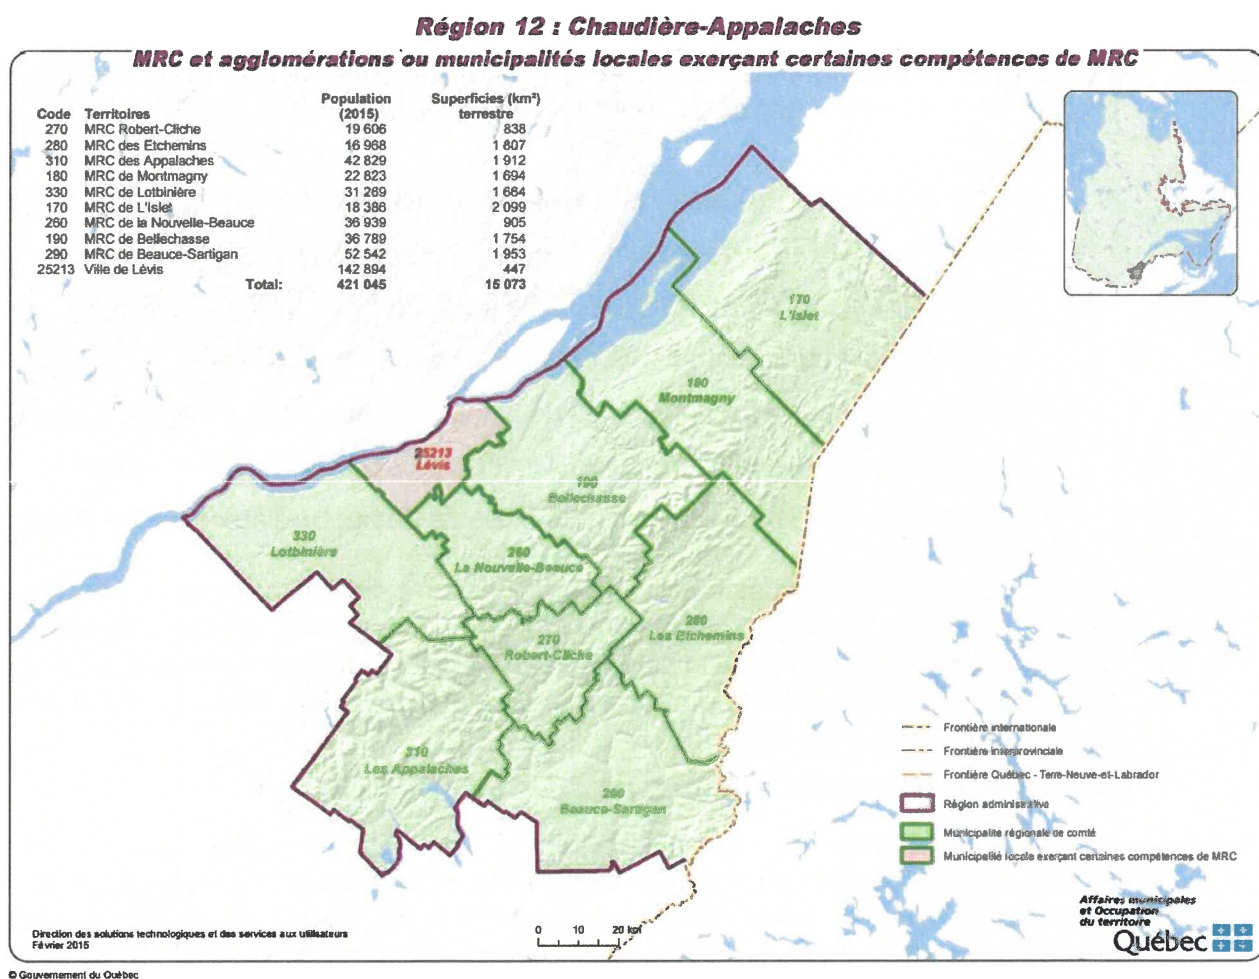 Région 12 : Chaudière-Appalaches
MRC et agglomérations ou municipalités locales exerçant certaines compétences de MRC
Code Territoires Population (2015) Superficies (km²) terrestre
270 MRC Robert-Cliche 19 606 838
280 MRC des Etchemins 16 968 1 807
310 MRC des Appalaches 42 829 1 912
180 MRC de Montmagny 22 823 1 694
330 MRC de Lotbinière 31 269 1 664
170 MRC de L'Islet 18 386 2 099
260 MRC de la Nouvelle-Beauce 36 939 905
190 MRC de Bellechasse 36 789 1 754
290 MRC de Beauce-Sartigan 52 542 1 953
25213 Ville de Lévis 142 894 447
Total: 421 045 15 073
170
L'Islet
180
Montmagny
25213
Lévis
190
Bellechasse
330
Lotbinière
260
La Nouvelle-Beauce
280
Les Etchemins
270
Robert-Cliche
310
Les Appalaches
290
Beauce-Sartigan
Frontière internationale
Frontière interprovinciale
Frontière Québec - Terre-Neuve-et-Labrador
Région administrative
Municipalité régionale de comté
Municipalité locale exerçant certaines compétences de MRC
Affaires municipales
et Occupation
du territoire
Québec
0 10 20 km
Direction des solutions technologiques et des services aux utilisateurs
Février 2015
© Gouvernement du Québec